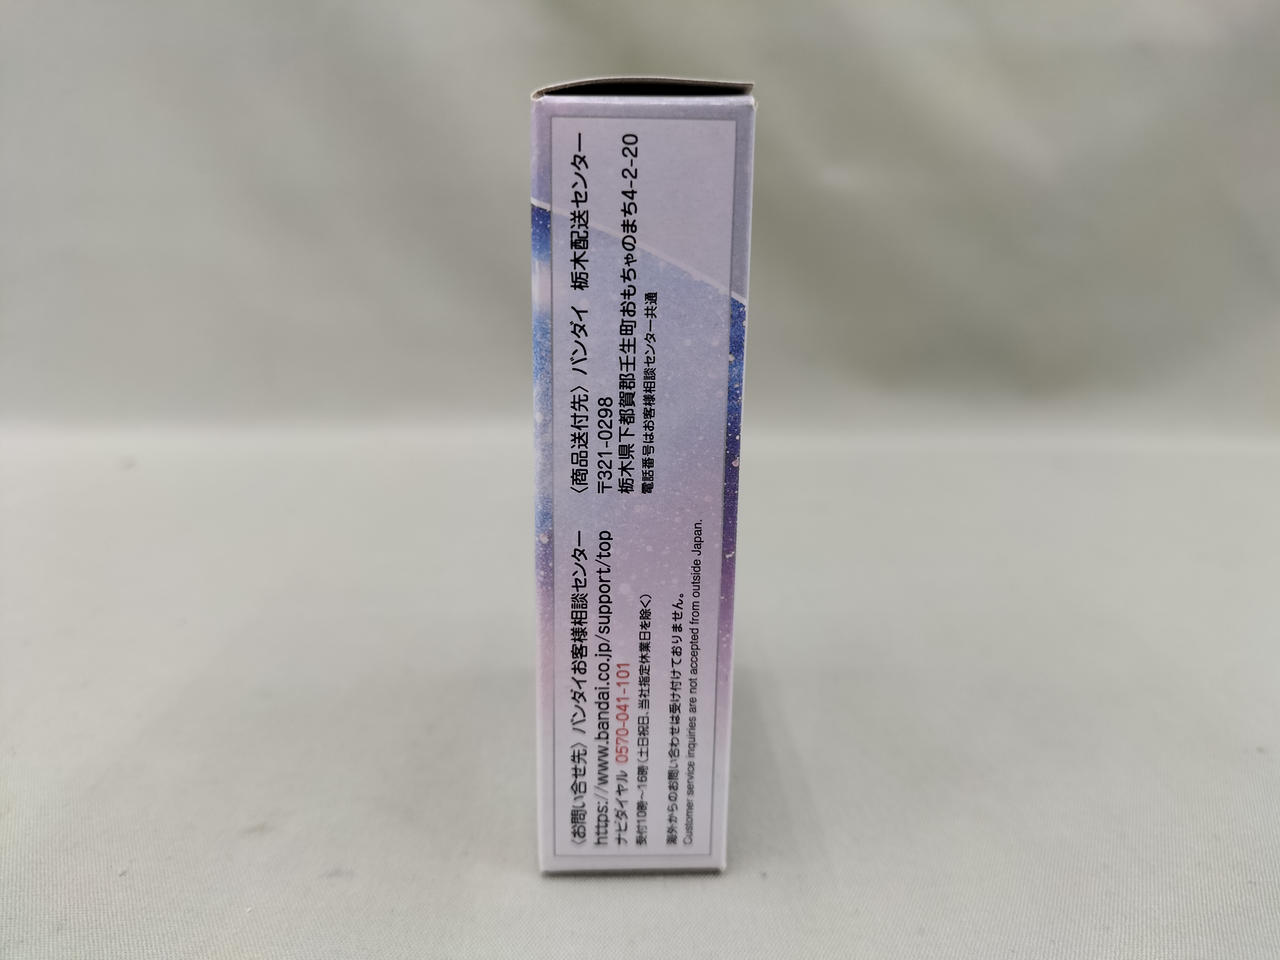 〈お問い合せ先〉バンダイお客様相談センター
https://www.bandai.co.jp/support/top
ナビダイヤル 0570-041-101
受付10時～16時（土日祝日、当社指定休業日を除く）
海外からのお問い合わせは受け付けておりません。
Customer service inquiries are not accepted from outside Japan.
〈商品送付先〉バンダイ 栃木配送センター
〒321-0298
栃木県下都賀郡壬生町おもちゃのまち4-2-20
電話番号はお客様相談センター共通